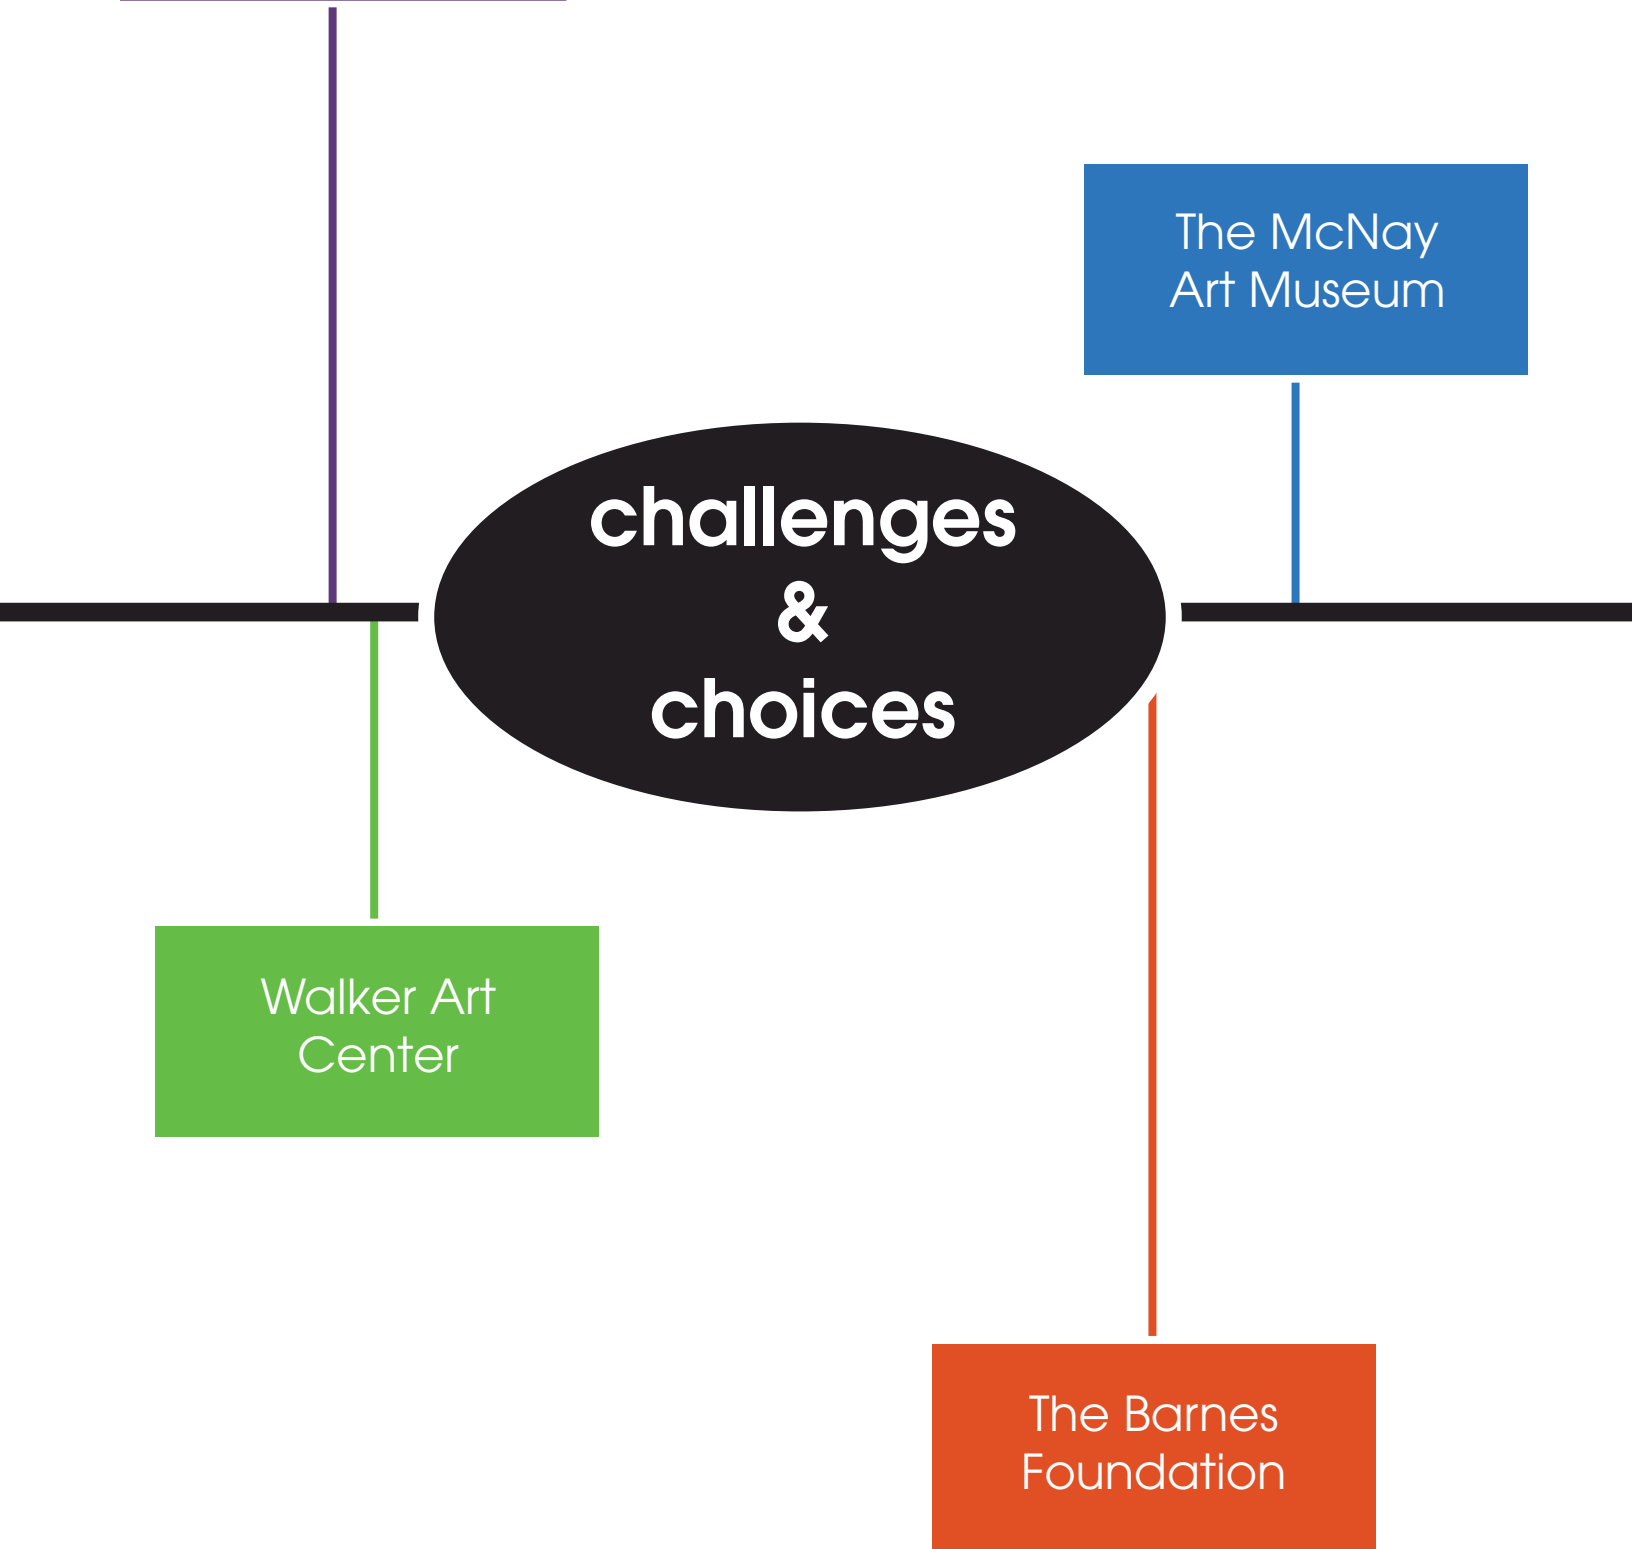 The McNay
Art Museum
challenges
&
choices
Walker Art
Center
The Barnes
Foundation